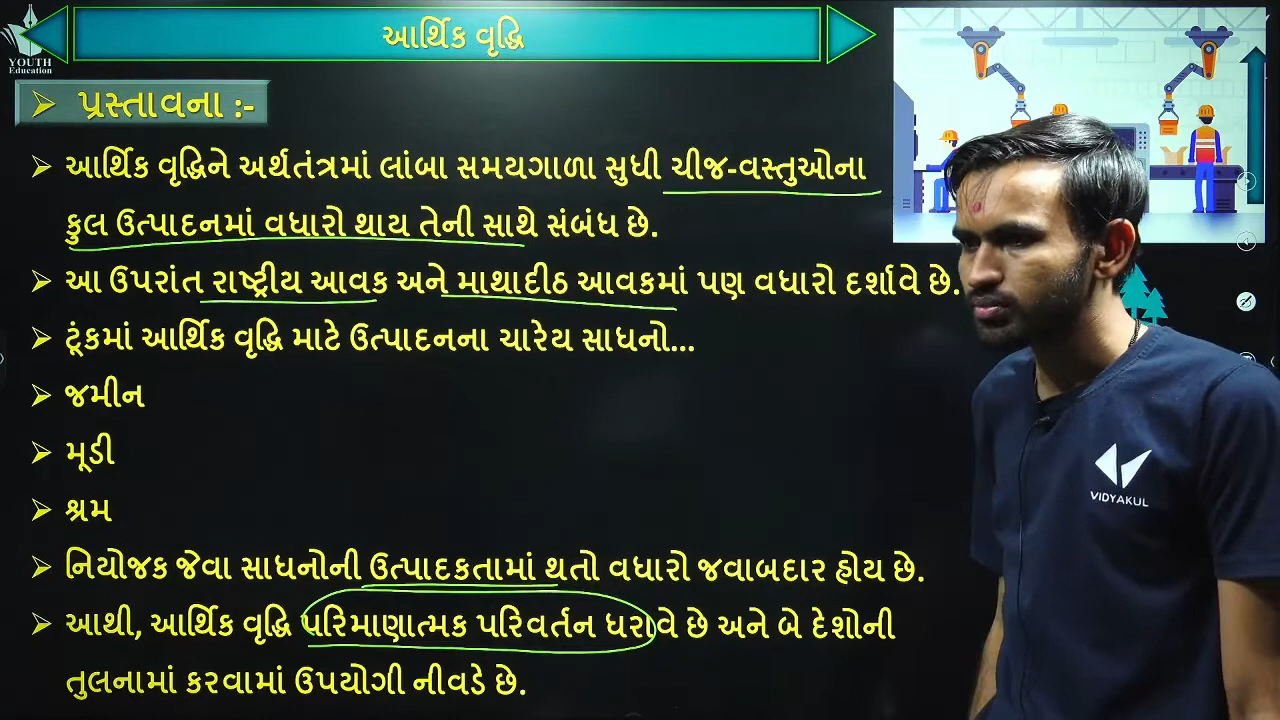 YOUTH
Education
આર્થિક વૃદ્ધિ
➢ પ્રસ્તાવના :-
➢ આર્થિક વૃદ્ધિને અર્થતંત્રમાં લાંબા સમયગાળા સુધી ચીજ-વસ્તુઓના
કુલ ઉત્પાદનમાં વધારો થાય તેની સાથે સંબંધ છે.
➢ આ ઉપરાંત રાષ્ટ્રીય આવક અને માથાદીઠ આવકમાં પણ વધારો દર્શાવે છે.
➢ ટૂંકમાં આર્થિક વૃદ્ધિ માટે ઉત્પાદનના ચારેય સાધનો...
➢ જમીન
➢ મૂડી
➢ શ્રમ
➢ નિયોજક જેવા સાધનોની ઉત્પાદકતામાં થતો વધારો જવાબદાર હોય છે.
➢ આથી, આર્થિક વૃદ્ધિ પરિમાણાત્મક પરિવર્તન ધરાવે છે અને બે દેશોની
તુલનામાં કરવામાં ઉપયોગી નીવડે છે.
VIDYAKUL